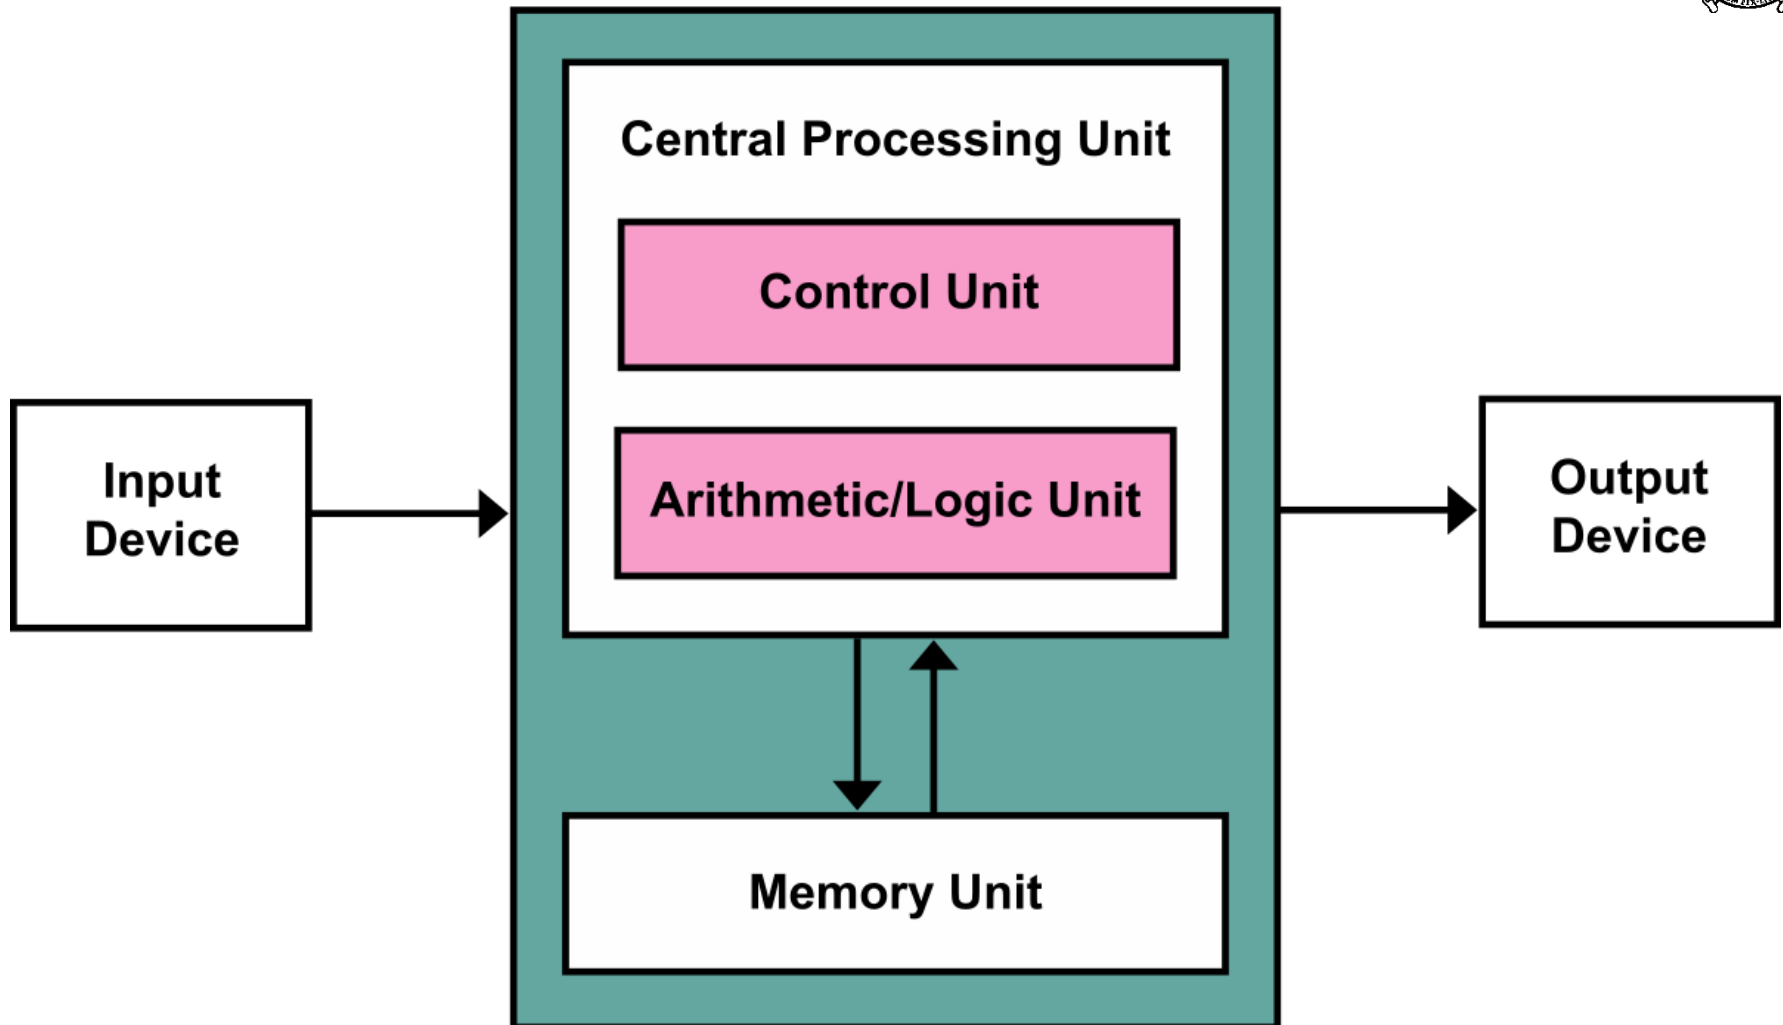 Central Processing Unit
Control Unit
Arithmetic/Logic Unit
Input
Device
Output
Device
Memory Unit